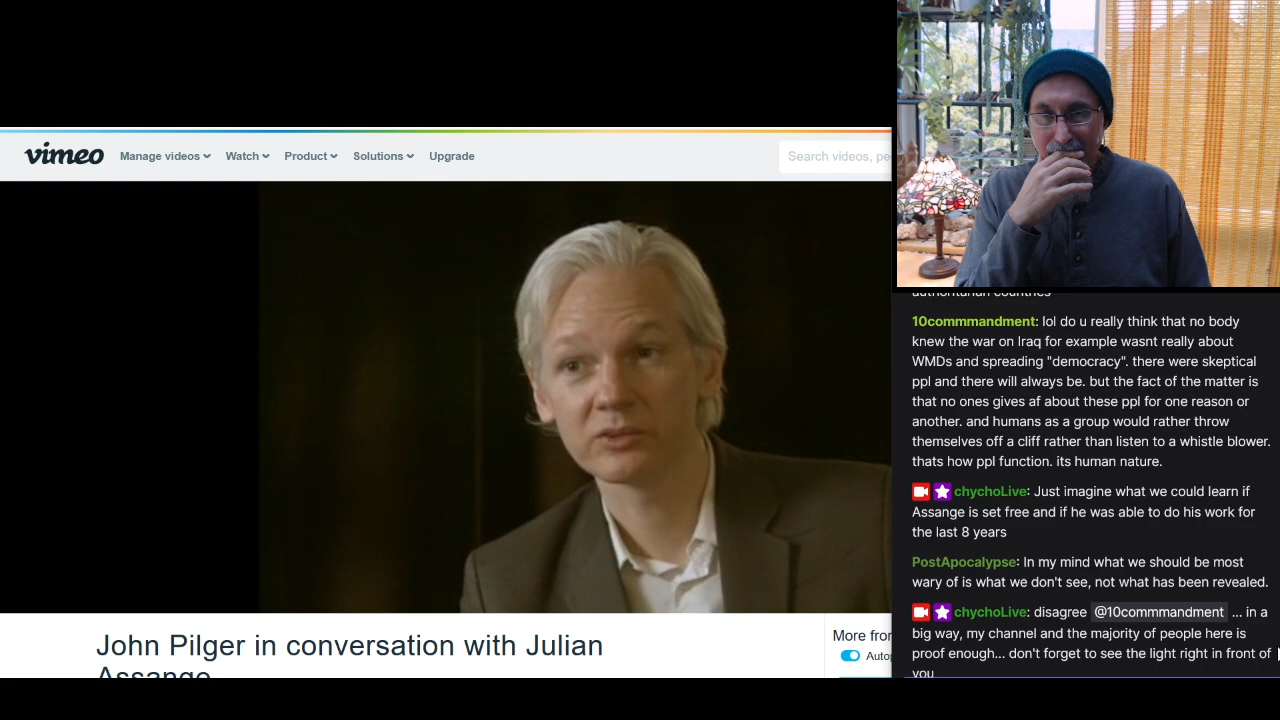 vimeo
Manage videos Watch Product Solutions Upgrade
Search videos, pe
John Pilger in conversation with Julian
Assange
More from
Autop
authoritarian countries
10commmandment: lol do u really think that no body
knew the war on Iraq for example wasnt really about
WMDs and spreading "democracy". there were skeptical
ppl and there will always be. but the fact of the matter is
that no ones gives af about these ppl for one reason or
another. and humans as a group would rather throw
themselves off a cliff rather than listen to a whistle blower.
thats how ppl function. its human nature.
chychoLive: Just imagine what we could learn if
Assange is set free and if he was able to do his work for
the last 8 years
PostApocalypse: In my mind what we should be most
wary of is what we don't see, not what has been revealed.
chychoLive: disagree @10commmandment ... in a
big way, my channel and the majority of people here is
proof enough... don't forget to see the light right in front of
you